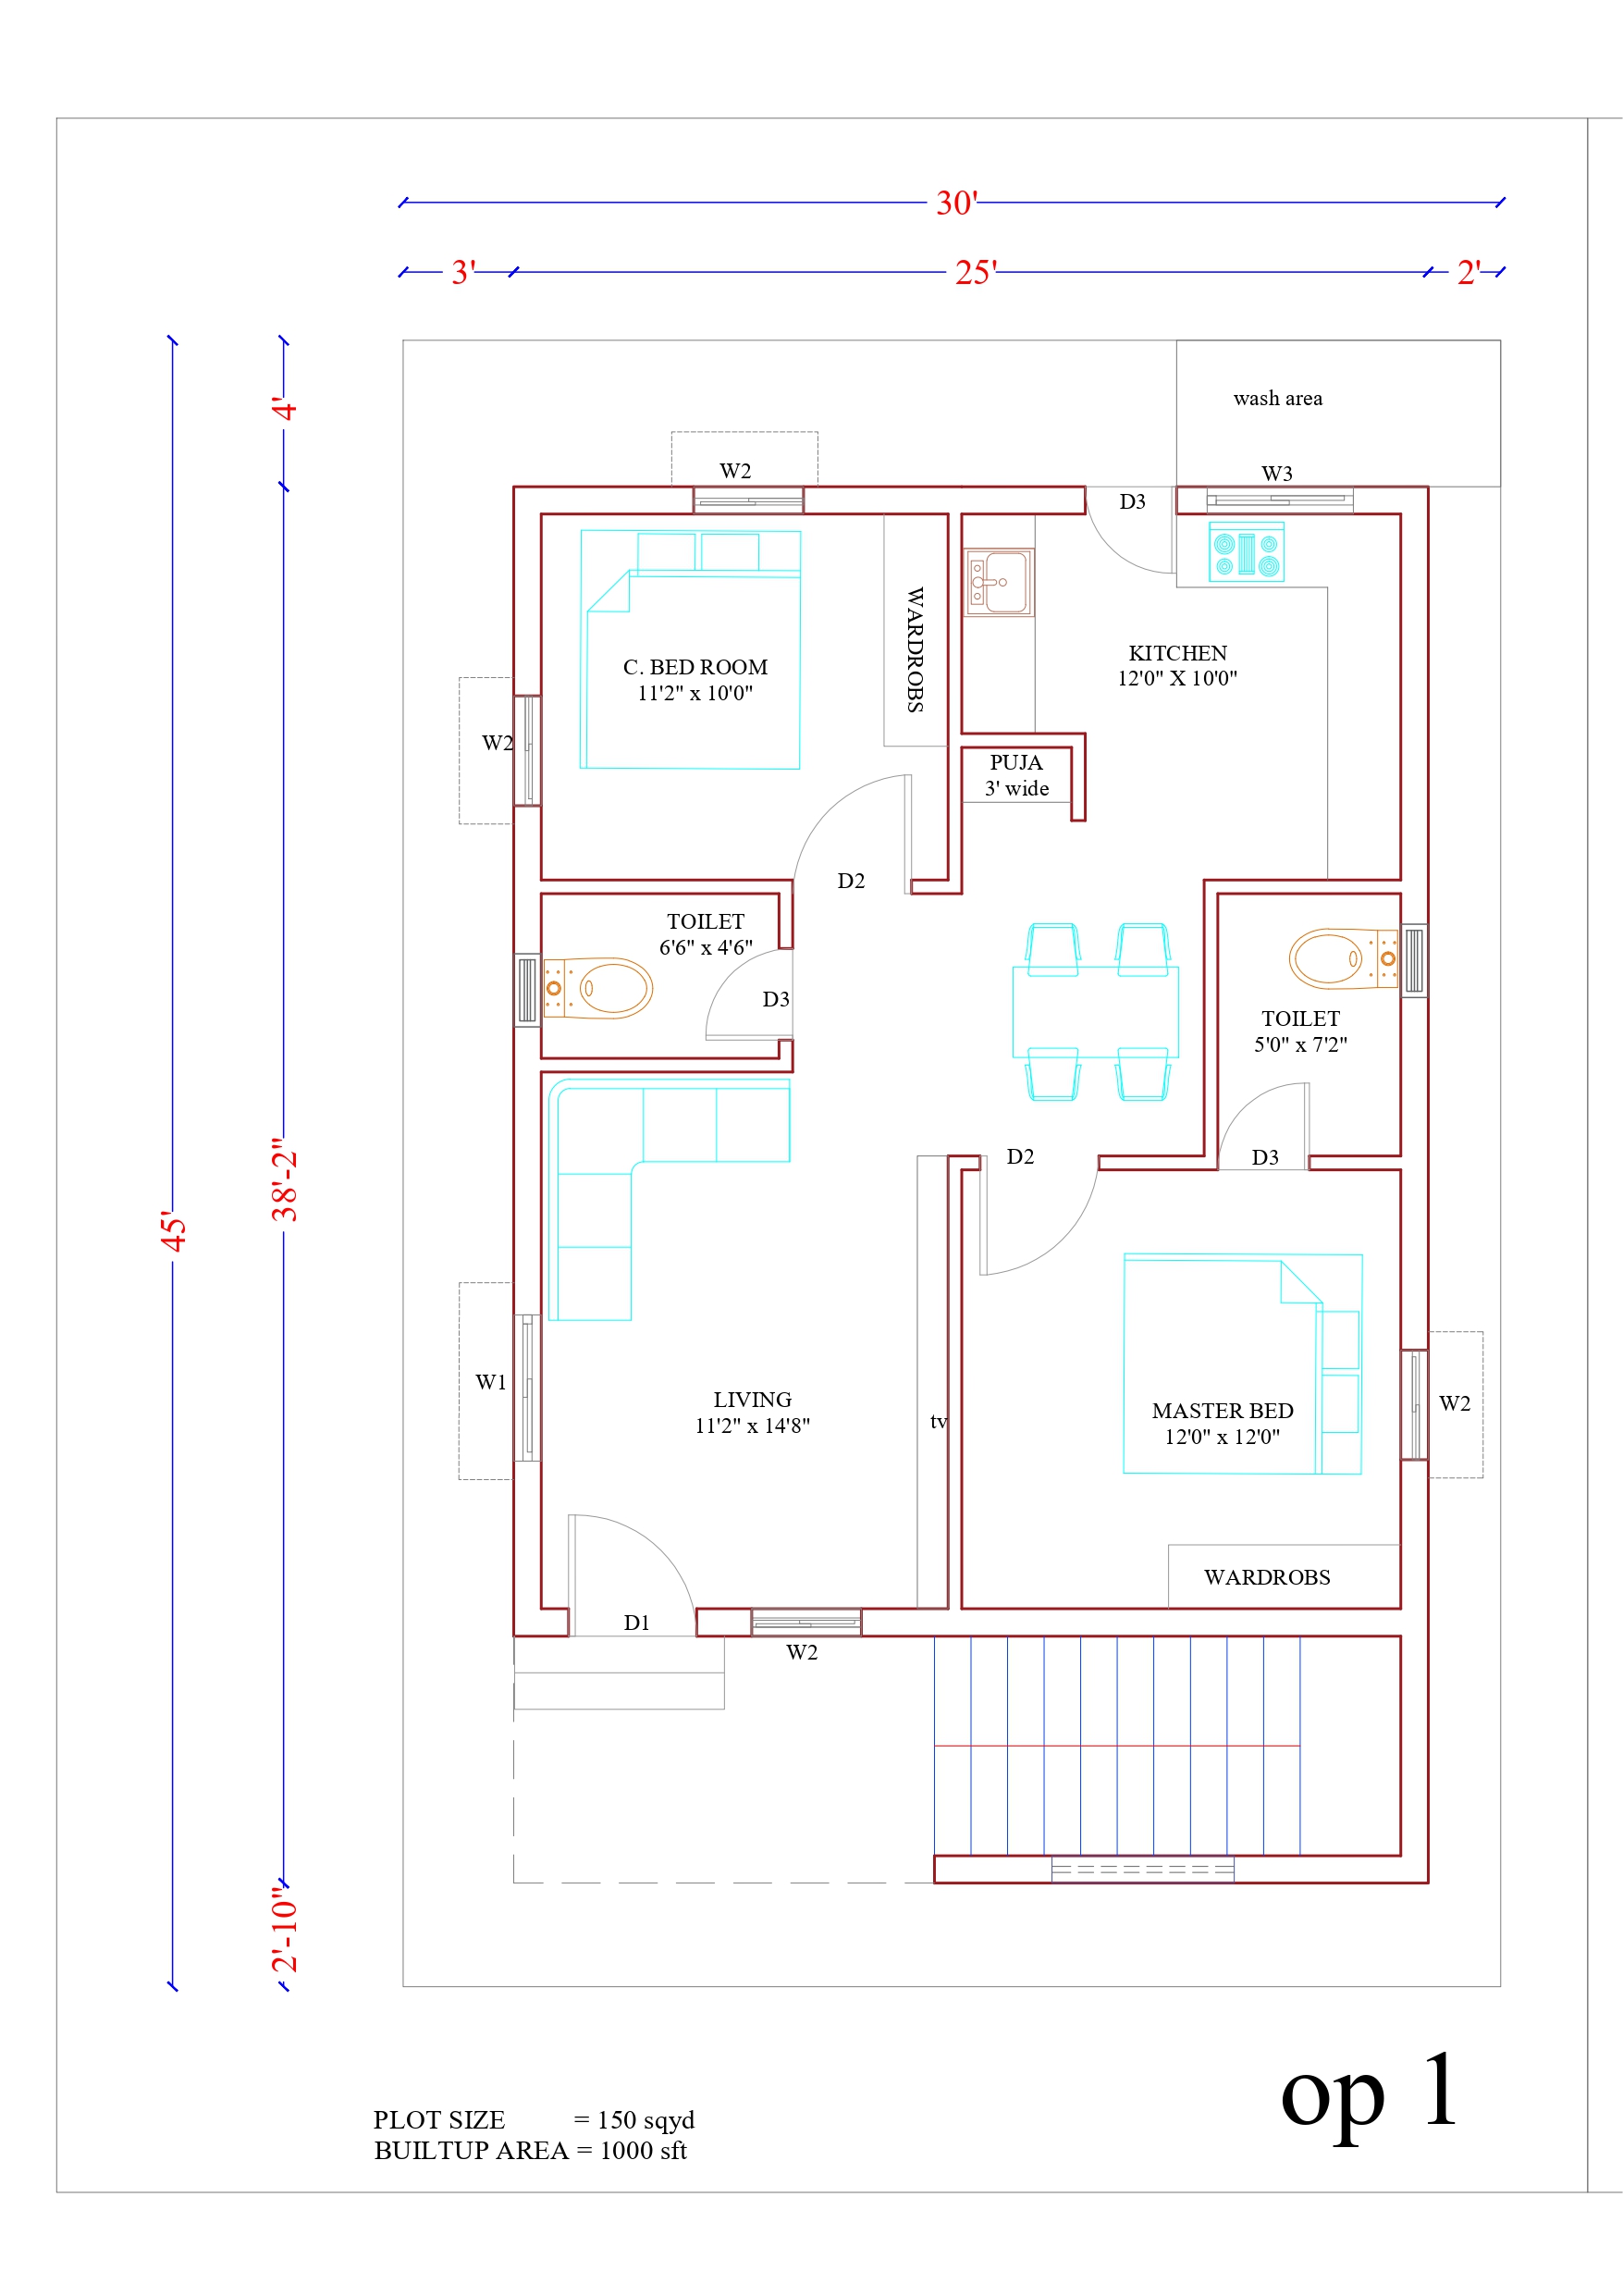 30'
3'
25'
2'
4'
wash area
W2
W3
D3
WARDROBS
C. BED ROOM
11'2" x 10'0"
KITCHEN
12'0" X 10'0"
W2
PUJA
3' wide
D2
TOILET
6'6" x 4'6"
D3
TOILET
5'0" x 7'2"
D2
D3
38'-2"
45'
W1
LIVING
11'2" x 14'8"
tv
MASTER BED
12'0" x 12'0"
W2
WARDROBS
D1
W2
2'-10"
op 1
PLOT SIZE = 150 sqyd
BUILTUP AREA = 1000 sft